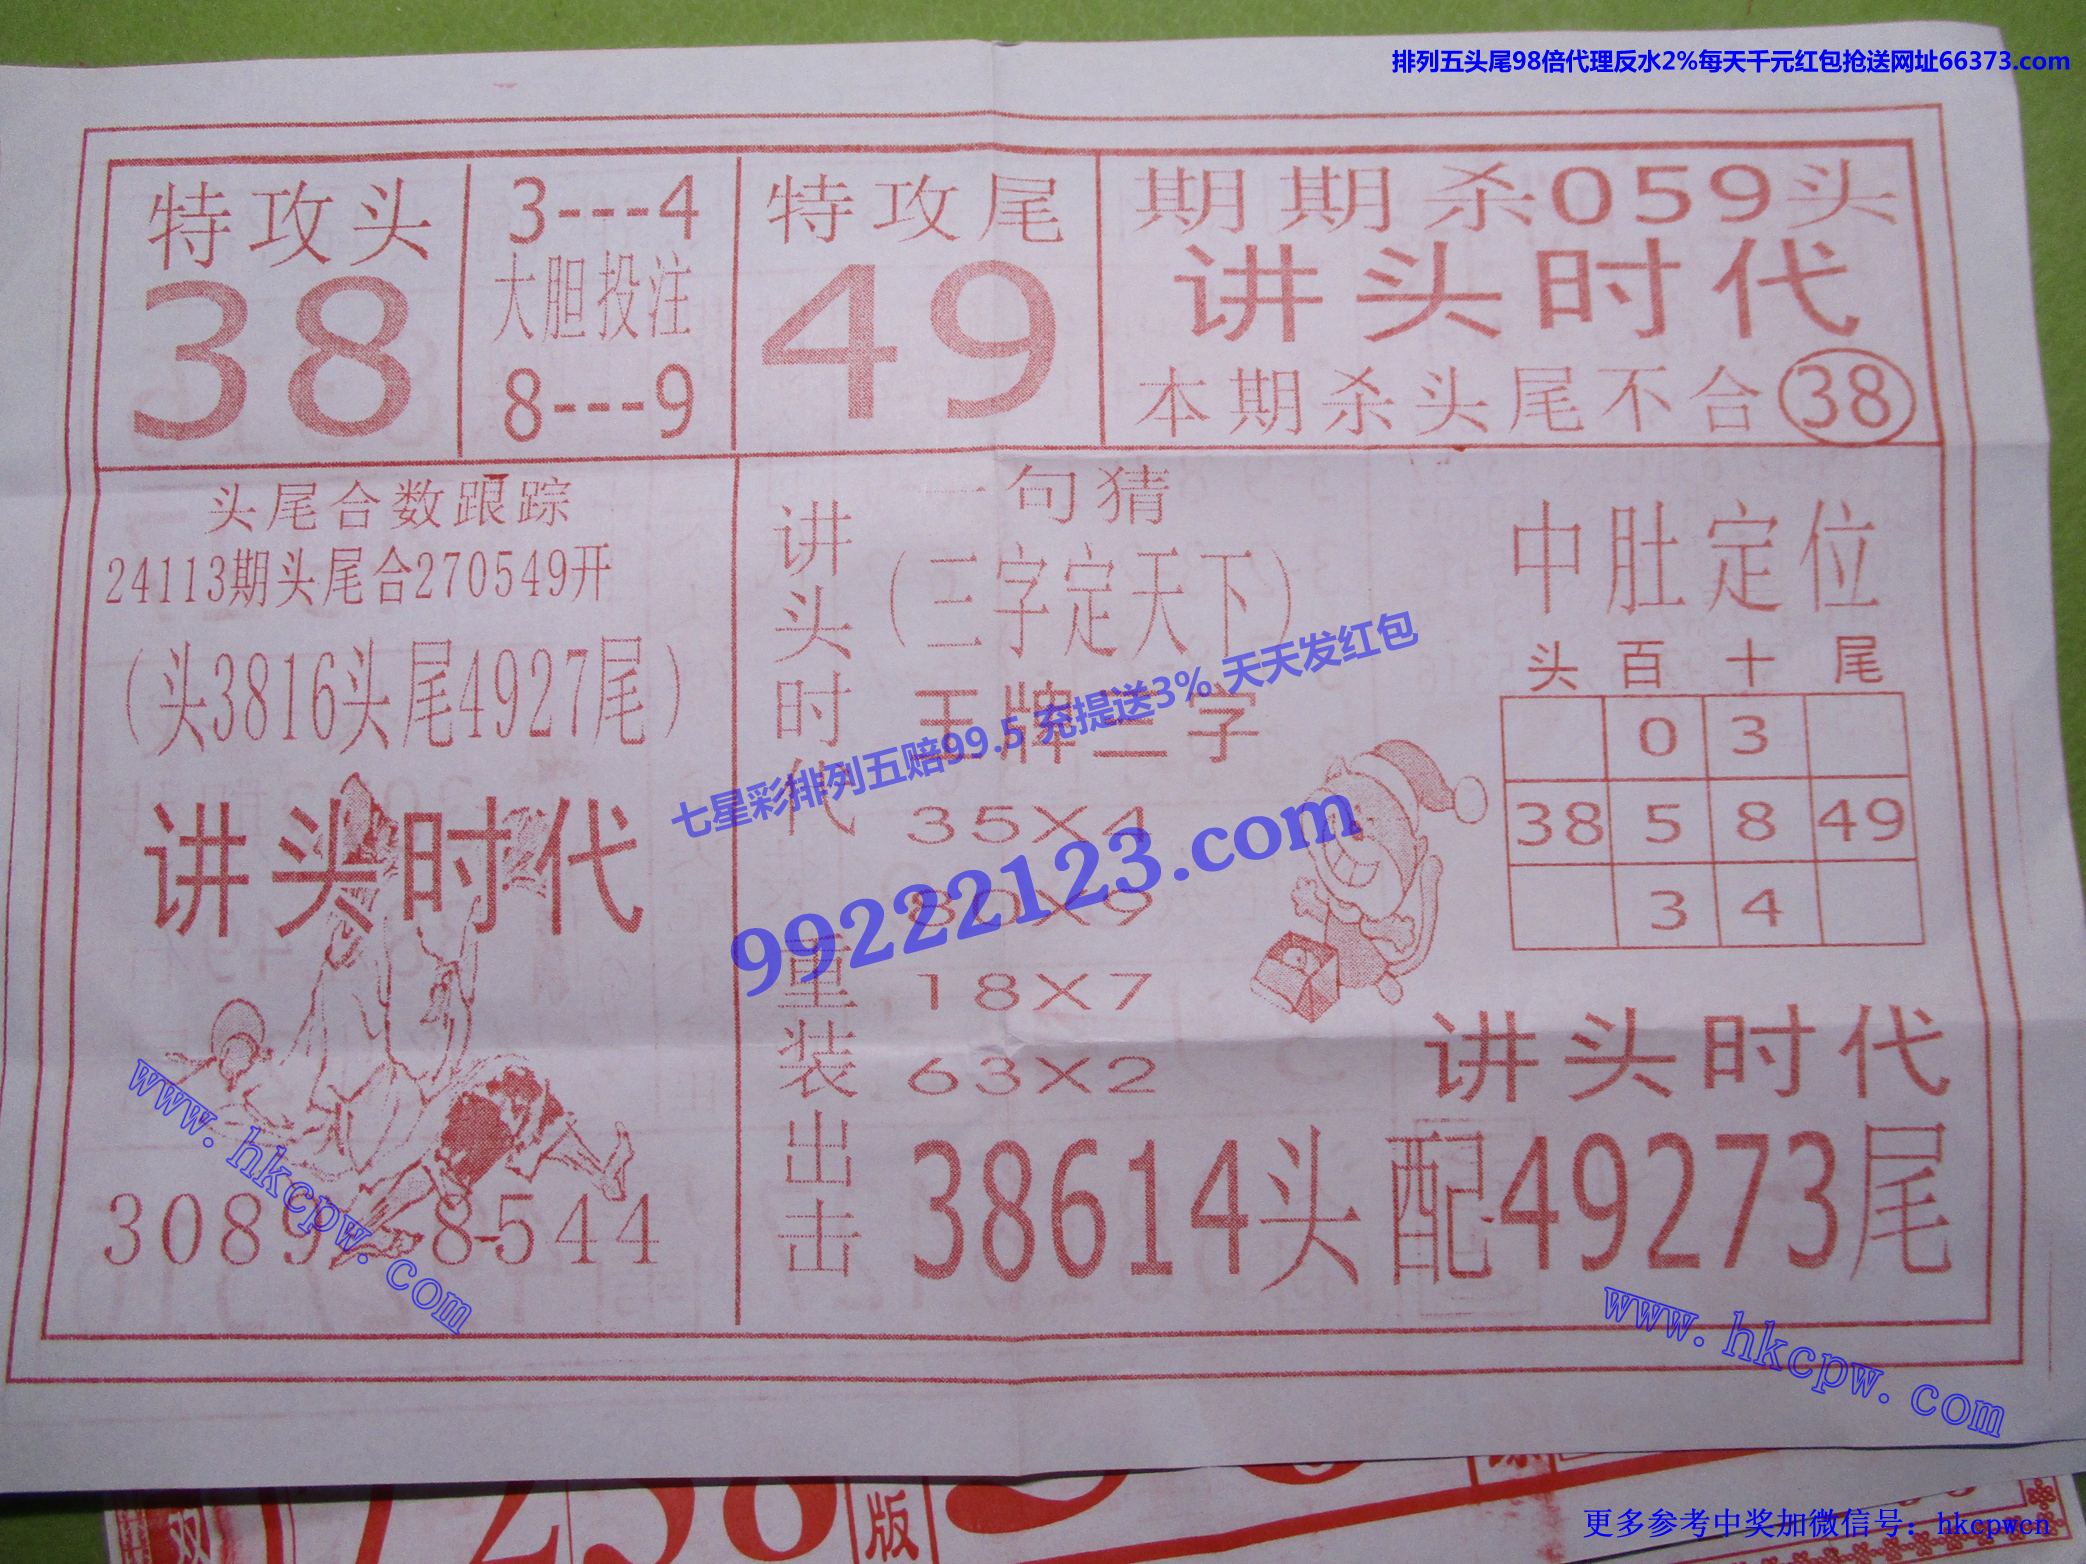 排列五头尾98倍代理反水2%每天千元红包抢送网址66373.com
特攻头
38
3---4
大胆投注
8---9
特攻尾
49
期期杀059头
讲头时代
本期杀头尾不合38
头尾合数跟踪
24113期头尾合270549开
(头3816头尾4927尾)
讲头时代
讲头时代
重装出击
一句猜
(三字定天下)
王牌三字
35X4
80X9
18X7
63X2
中肚定位
头 百 十 尾
0 3
38 5 8 49
3 4
讲头时代
38614头配49273尾
七星彩排列五赔99.5 充提送3% 天天发红包
99222123.com
www.hkcpw.com
www.hkcpw.com
版
更多参考中奖加微信号：hkcpwcn